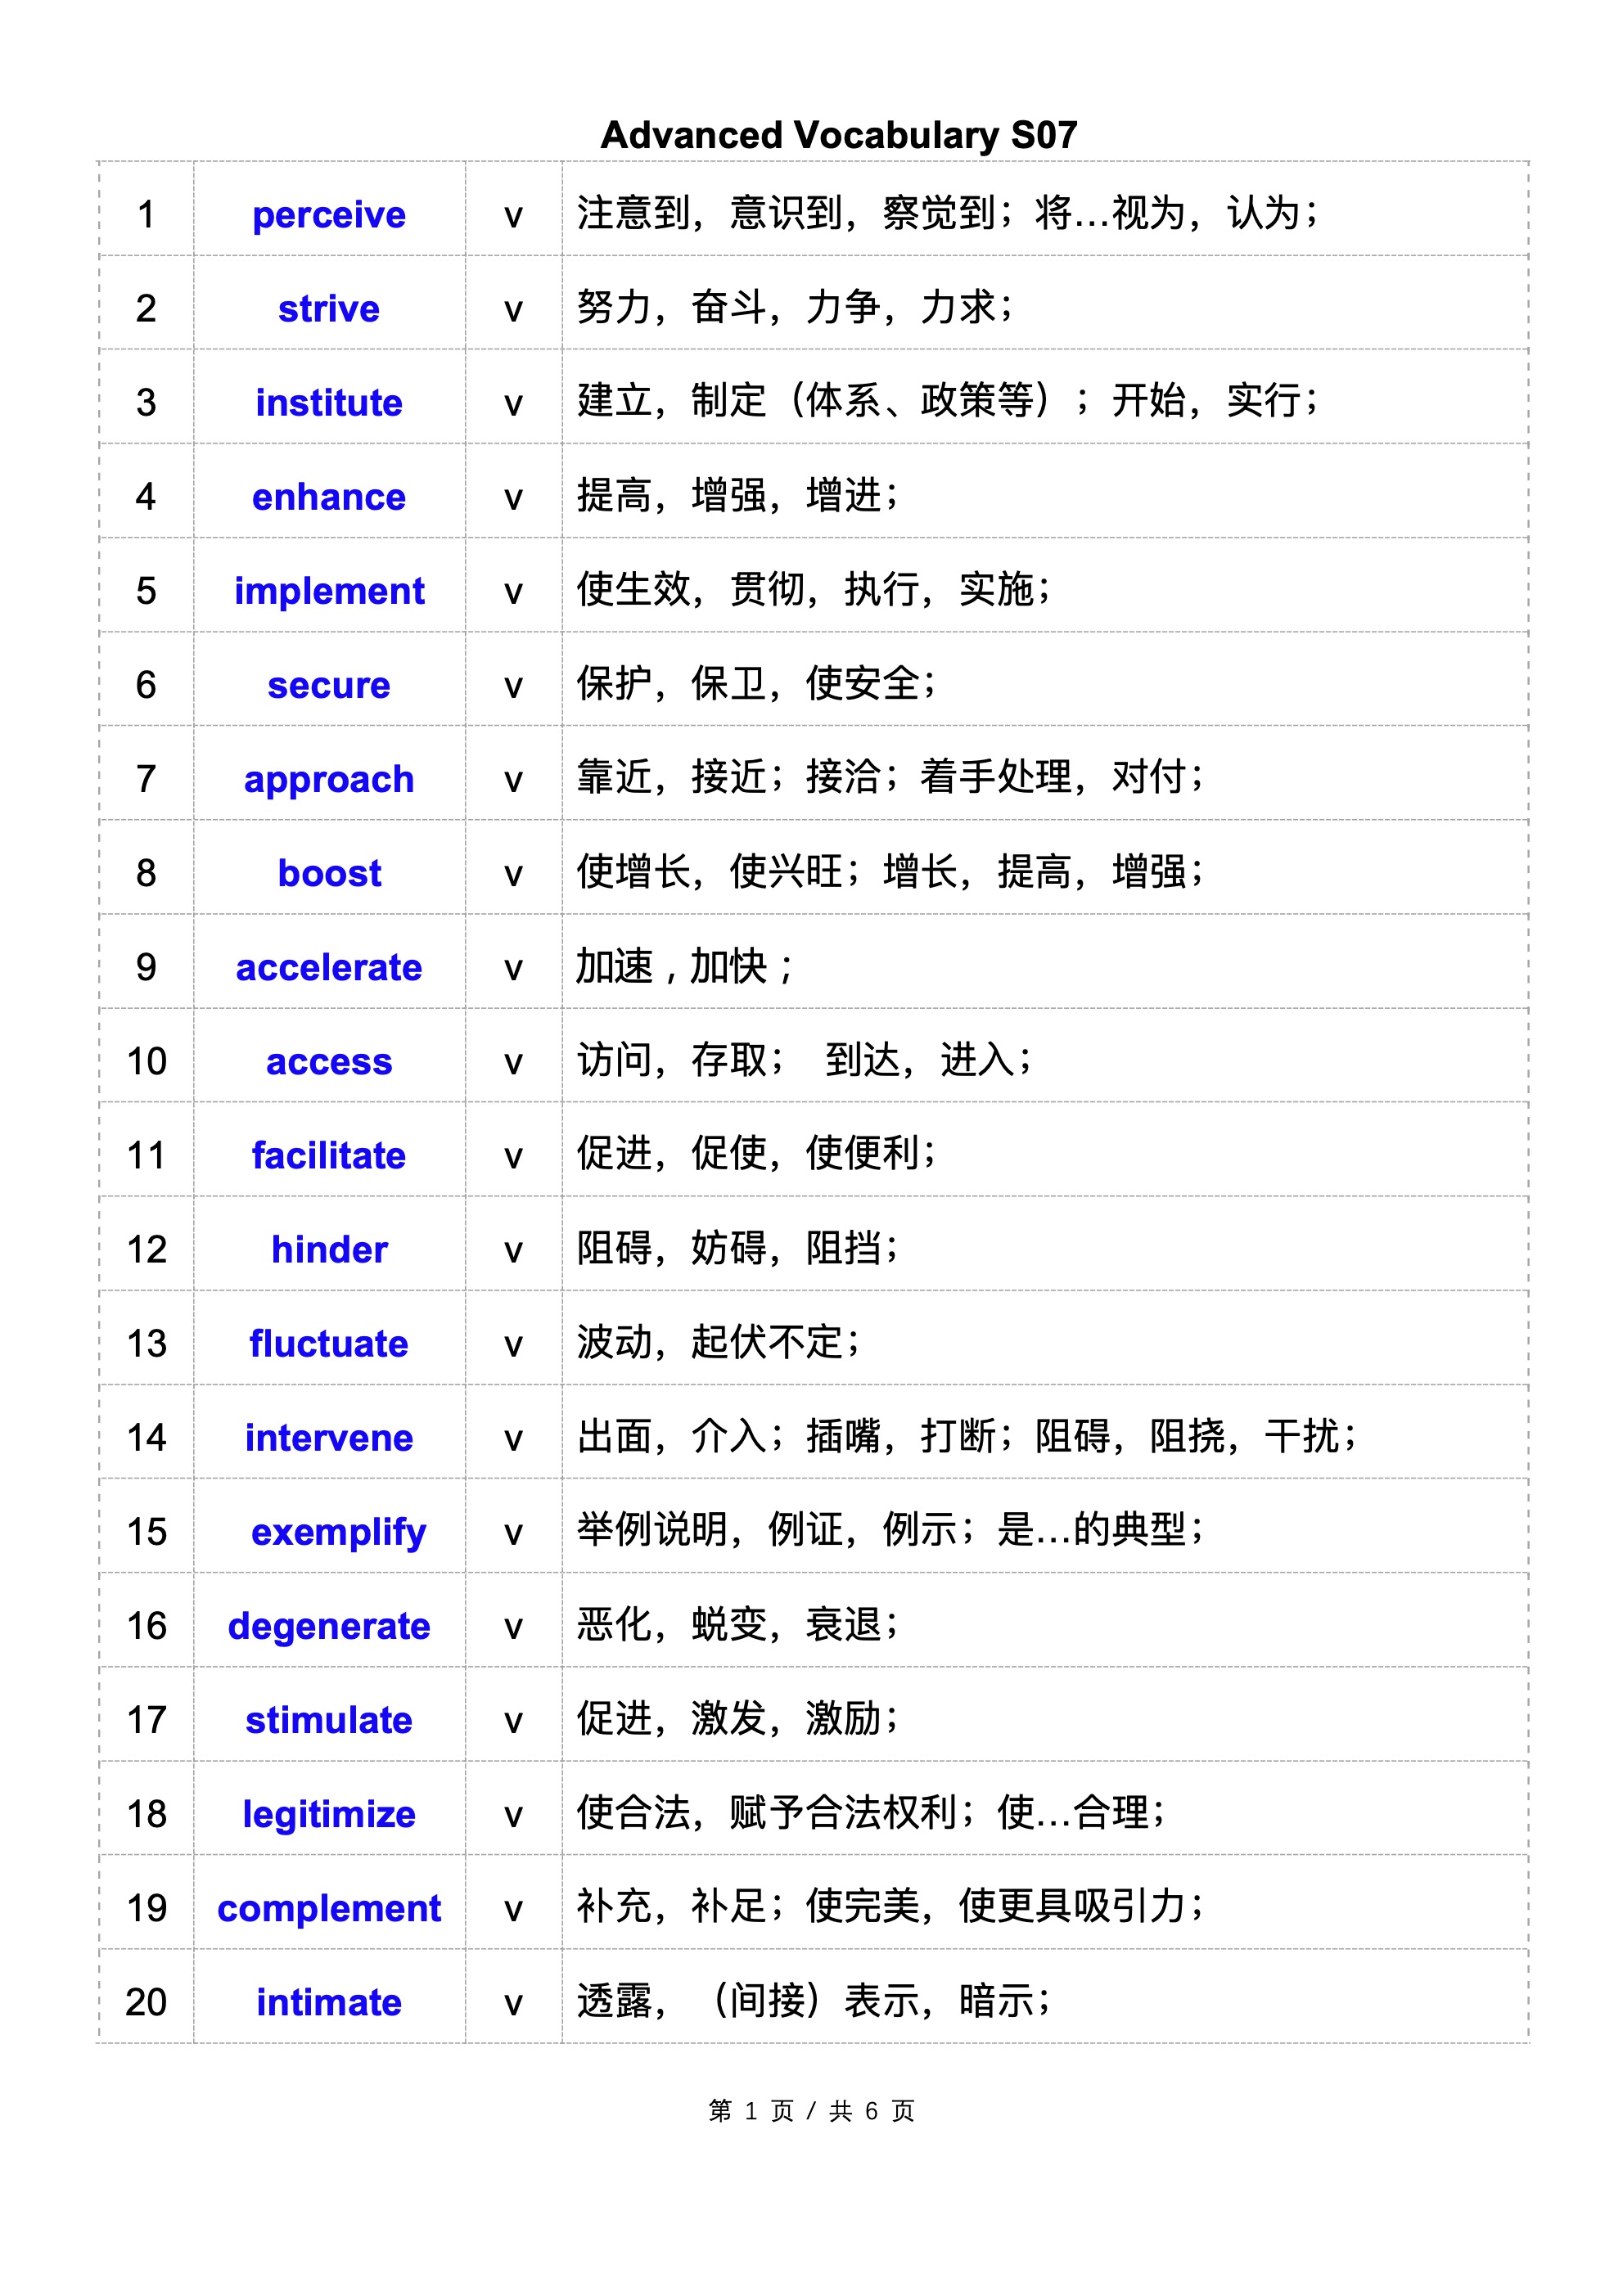 Advanced Vocabulary S07
1 perceive v 注意到，意识到，察觉到；将...视为，认为；
2 strive v 努力，奋斗，力争，力求；
3 institute v 建立，制定（体系、政策等）；开始，实行；
4 enhance v 提高，增强，增进；
5 implement v 使生效，贯彻，执行，实施；
6 secure v 保护，保卫，使安全；
7 approach v 靠近，接近；接洽；着手处理，对付；
8 boost v 使增长，使兴旺；增长，提高，增强；
9 accelerate v 加速 , 加快 ;
10 access v 访问，存取； 到达，进入；
11 facilitate v 促进，促使，使便利；
12 hinder v 阻碍，妨碍，阻挡；
13 fluctuate v 波动，起伏不定；
14 intervene v 出面，介入；插嘴，打断；阻碍，阻挠，干扰；
15 exemplify v 举例说明，例证，例示；是...的典型；
16 degenerate v 恶化，蜕变，衰退；
17 stimulate v 促进，激发，激励；
18 legitimize v 使合法，赋予合法权利；使...合理；
19 complement v 补充，补足；使完美，使更具吸引力；
20 intimate v 透露，（间接）表示，暗示；
第 1 页 / 共 6 页